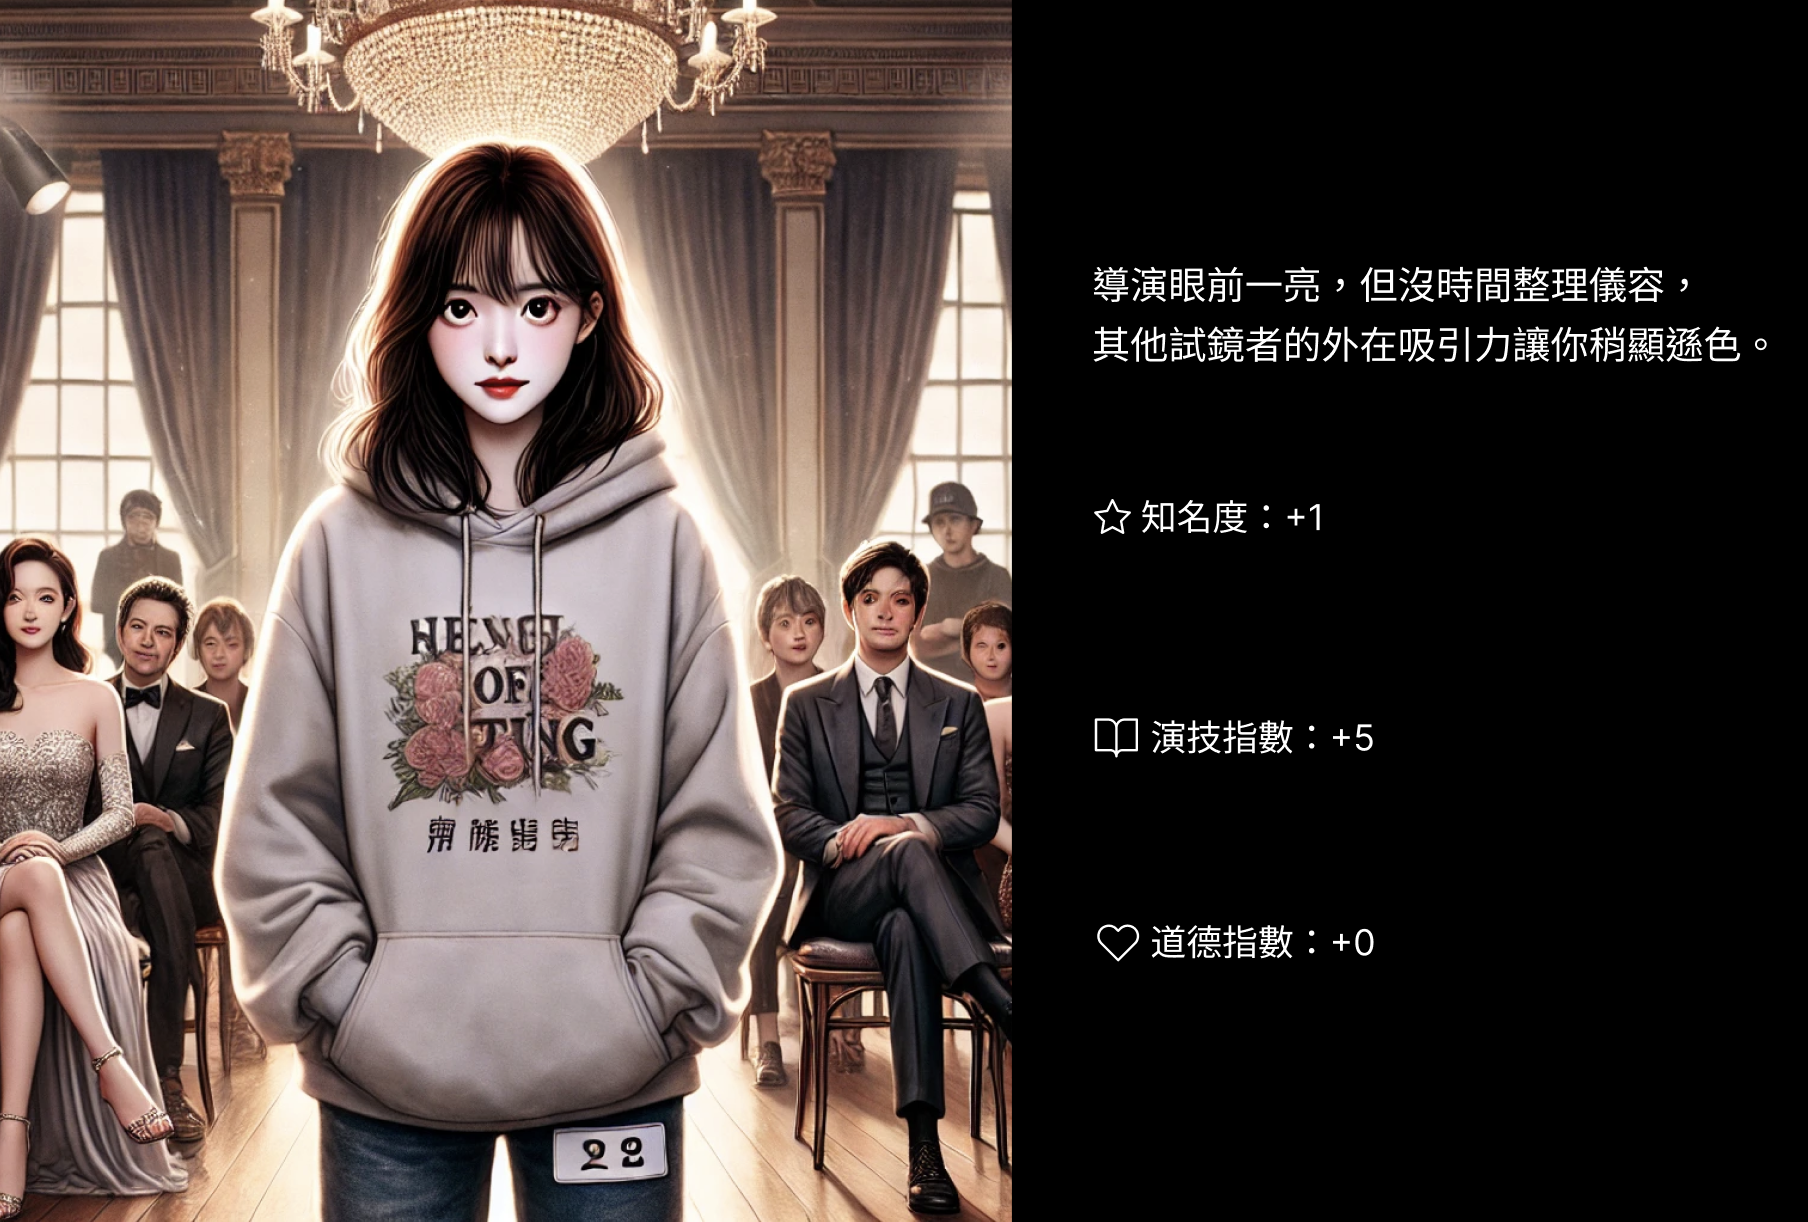 OF
導演眼前一亮，但沒時間整理儀容，
其他試鏡者的外在吸引力讓你稍顯遜色。
知名度：+1
演技指數：+5
道德指數：+0